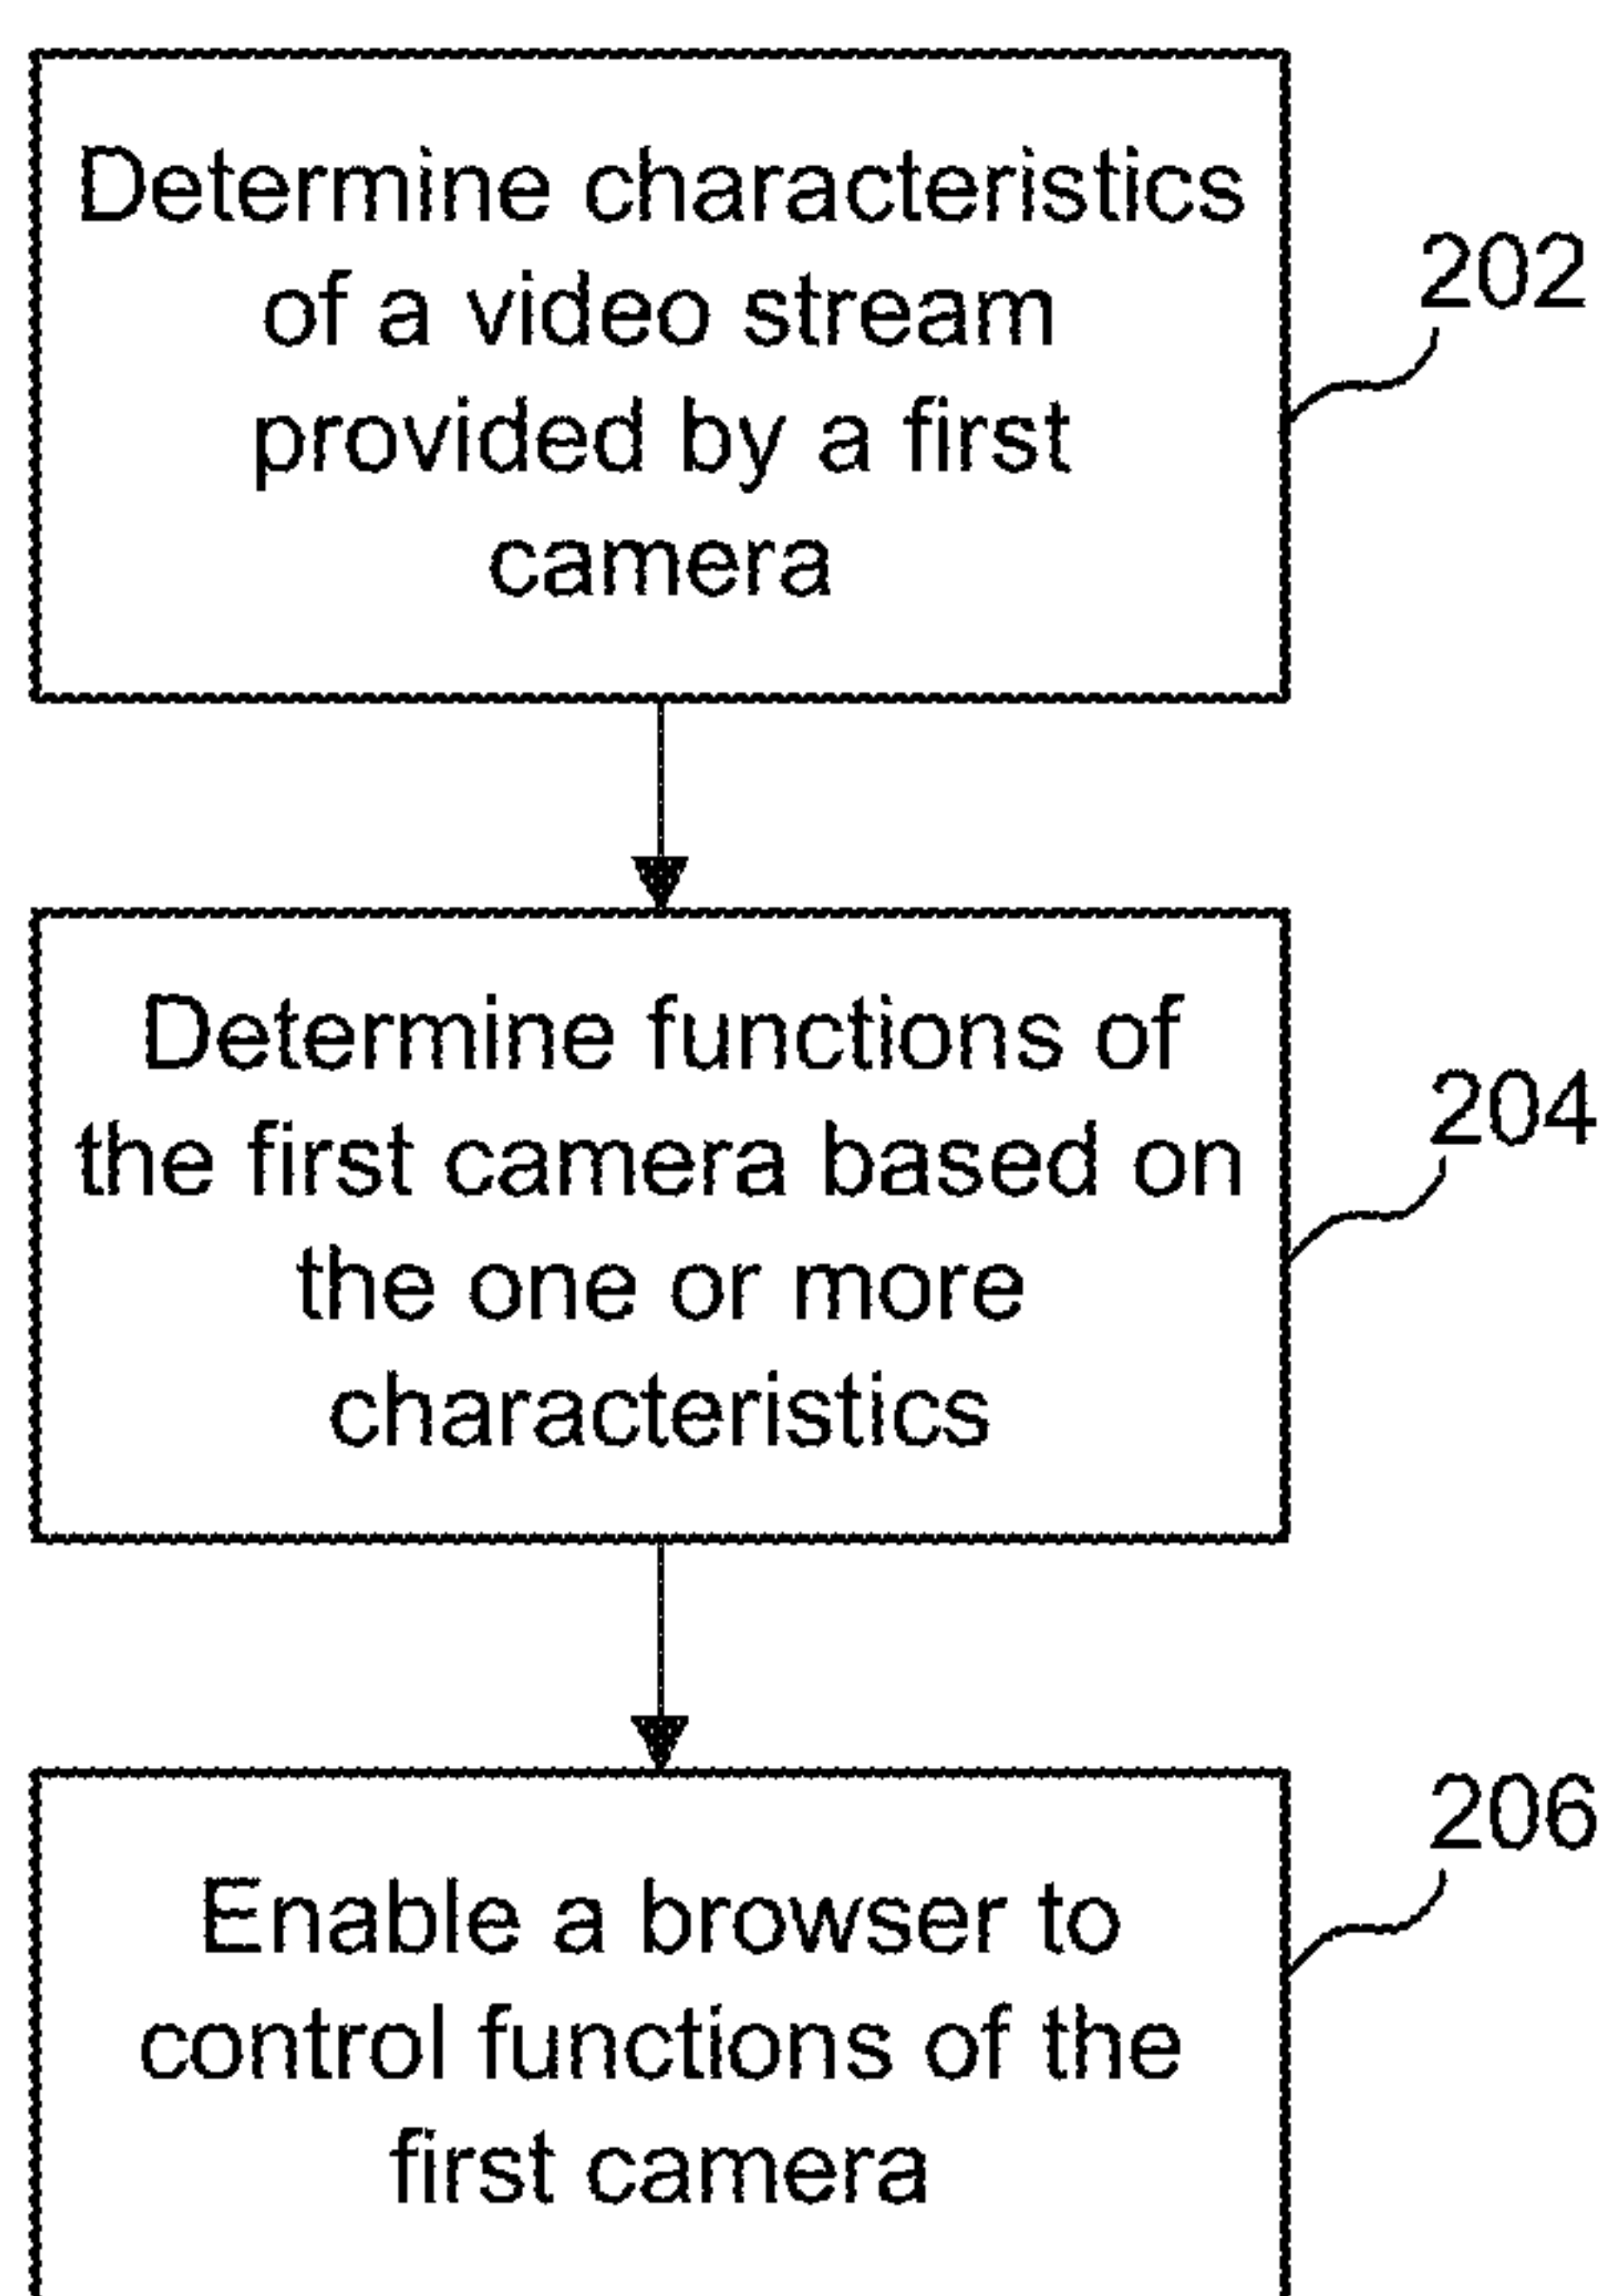 Determine characteristics
of a video stream
provided by a first
camera
202
Determine functions of
the first camera based on
the one or more
characteristics
204
Enable a browser to
control functions of the
first camera
206